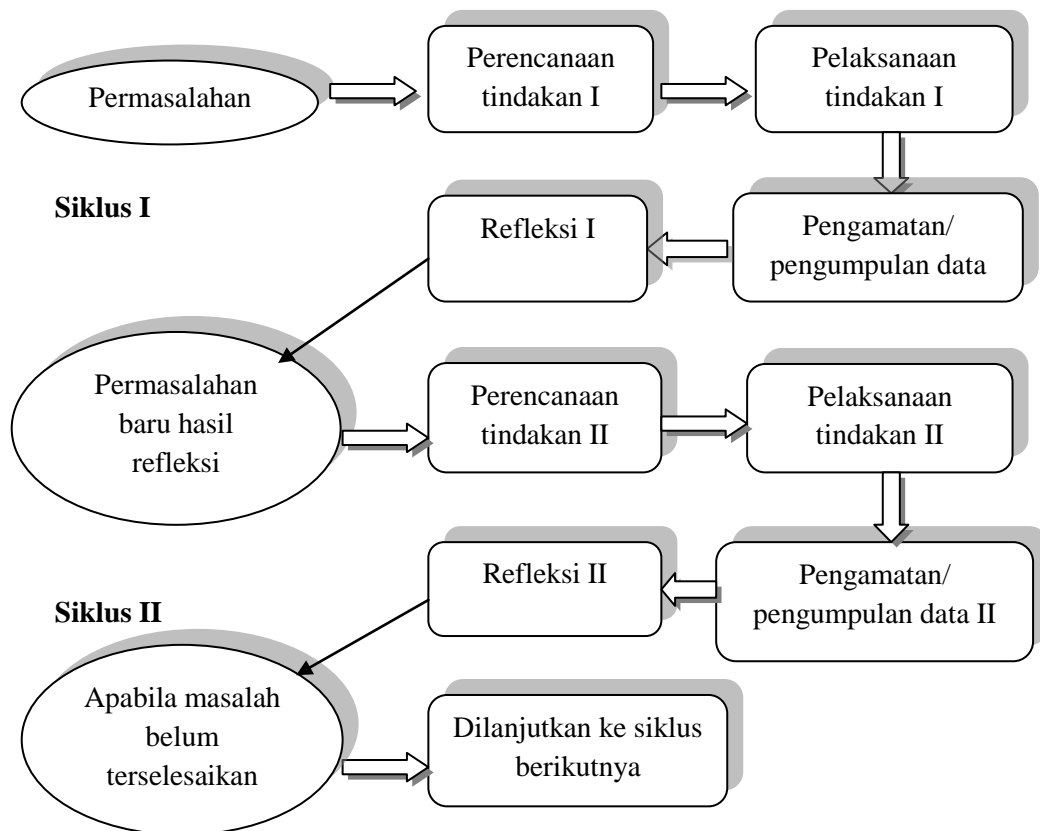 Permasalahan
Perencanaan
tindakan I
Pelaksanaan
tindakan I
Siklus I
Refleksi I
Pengamatan/
pengumpulan data
Permasalahan
baru hasil
refleksi
Perencanaan
tindakan II
Pelaksanaan
tindakan II
Siklus II
Refleksi II
Pengamatan/
pengumpulan data II
Apabila masalah
belum
terselesaikan
Dilanjutkan ke siklus
berikutnya